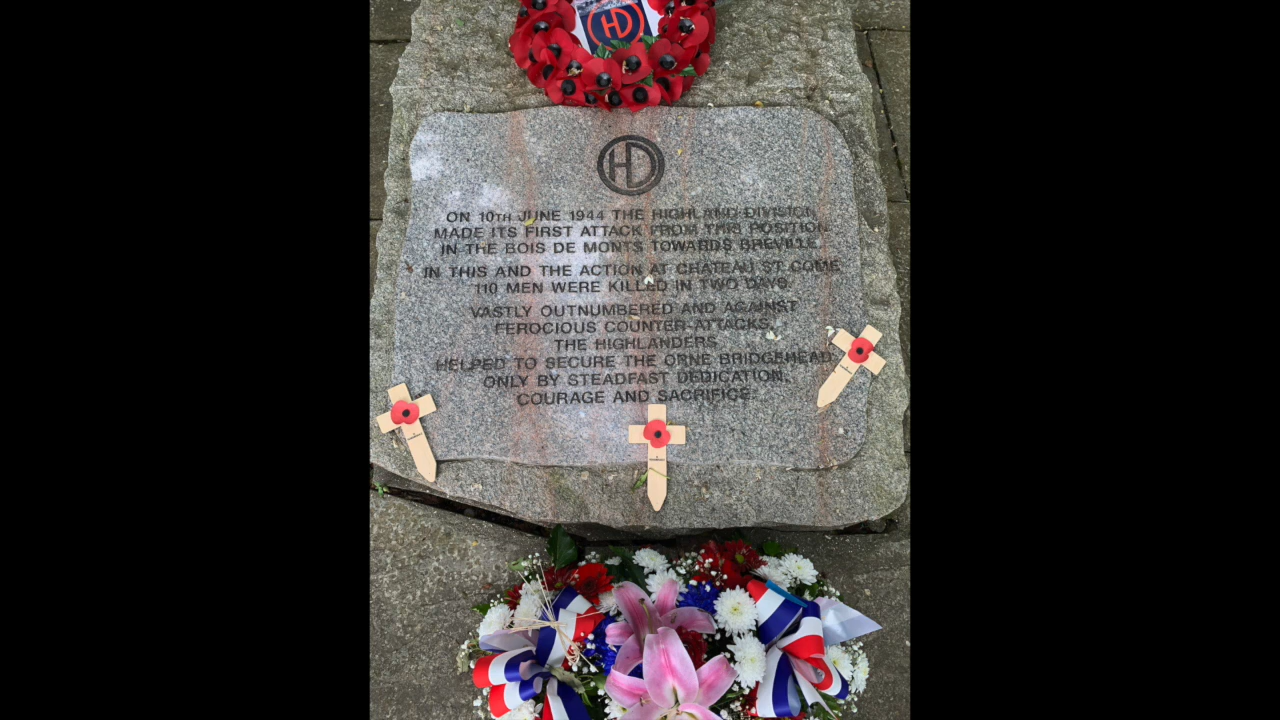 HD
HD
ON 10TH JUNE 1944 THE HIGHLAND DIVISION
MADE ITS FIRST ATTACK FROM THIS POSITION
IN THE BOIS DE MONTS TOWARDS BREVILLE.
IN THIS AND THE ACTION AT CHATEAU ST COME
110 MEN WERE KILLED IN TWO DAYS.
VASTLY OUTNUMBERED AND AGAINST
FEROCIOUS COUNTER-ATTACKS,
THE HIGHLANDERS
HELPED TO SECURE THE ORNE BRIDGEHEAD
ONLY BY STEADFAST DEDICATION,
COURAGE AND SACRIFICE.